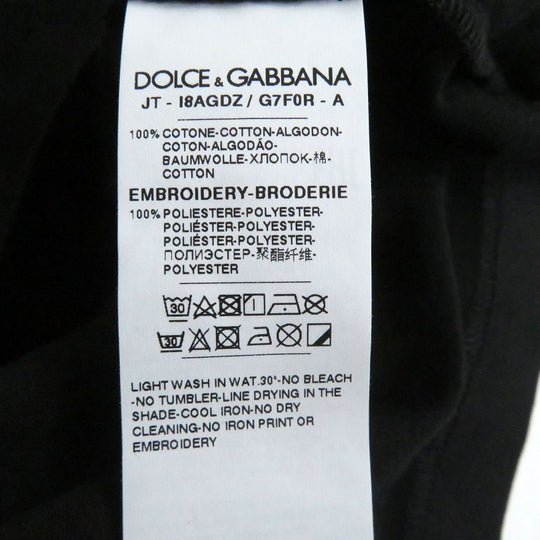 DOLCE & GABBANA
JT - I8AGDZ / G7F0R - A
100% COTONE-COTTON-ALGODON-
COTON-ALGODÃO-
BAUMWOLLE-ХЛОПОК-棉-
COTTON
EMBROIDERY-BRODERIE
100% POLIESTERE-POLYESTER-
POLIÉSTER-POLYESTER-
POLIÉSTER-POLYESTER-
ПОЛИЭСТЕР-聚酯纤维-
POLYESTER
30
30
LIGHT WASH IN WAT.30°-NO BLEACH
-NO TUMBLER-LINE DRYING IN THE
SHADE-COOL IRON-NO DRY
CLEANING-NO IRON PRINT OR
EMBROIDERY